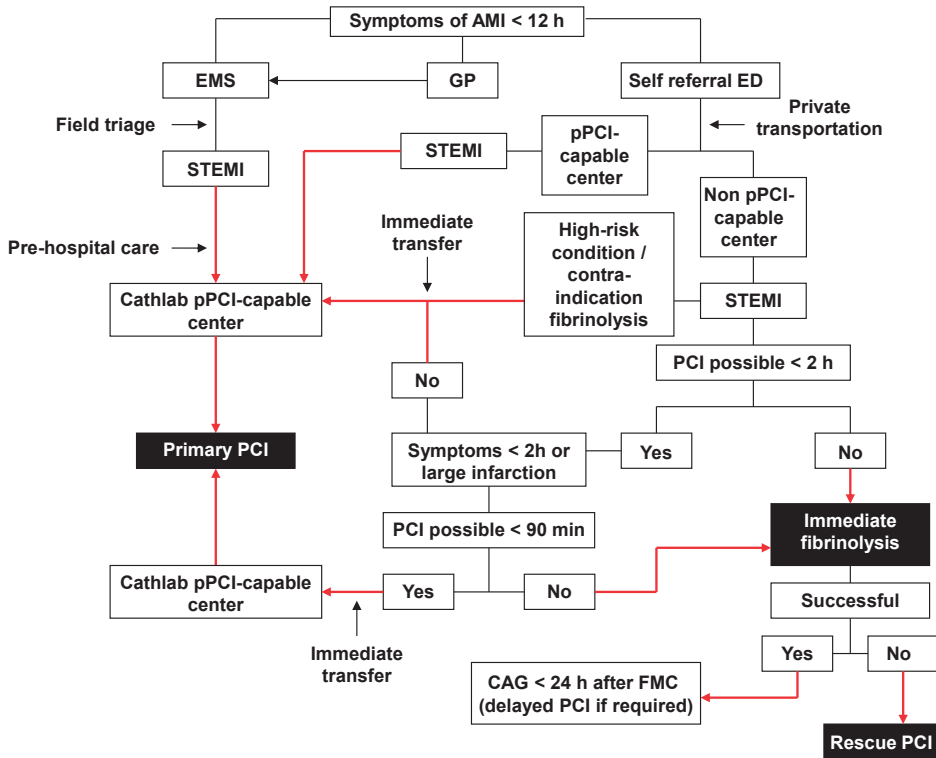 Symptoms of AMI < 12 h
EMS
GP
Self referral ED
Field triage
Private
transportation
STEMI
STEMI
pPCI-
capable
center
Non pPCI-
capable
center
Pre-hospital care
Immediate
transfer
High-risk
condition /
contra-
indication
fibrinolysis
STEMI
Cathlab pPCI-capable
center
PCI possible < 2 h
No
Primary PCI
Symptoms < 2h or
large infarction
Yes
No
PCI possible < 90 min
Immediate
fibrinolysis
Cathlab pPCI-capable
center
Yes
No
Successful
Immediate
transfer
Yes
No
CAG < 24 h after FMC
(delayed PCI if required)
Rescue PCI